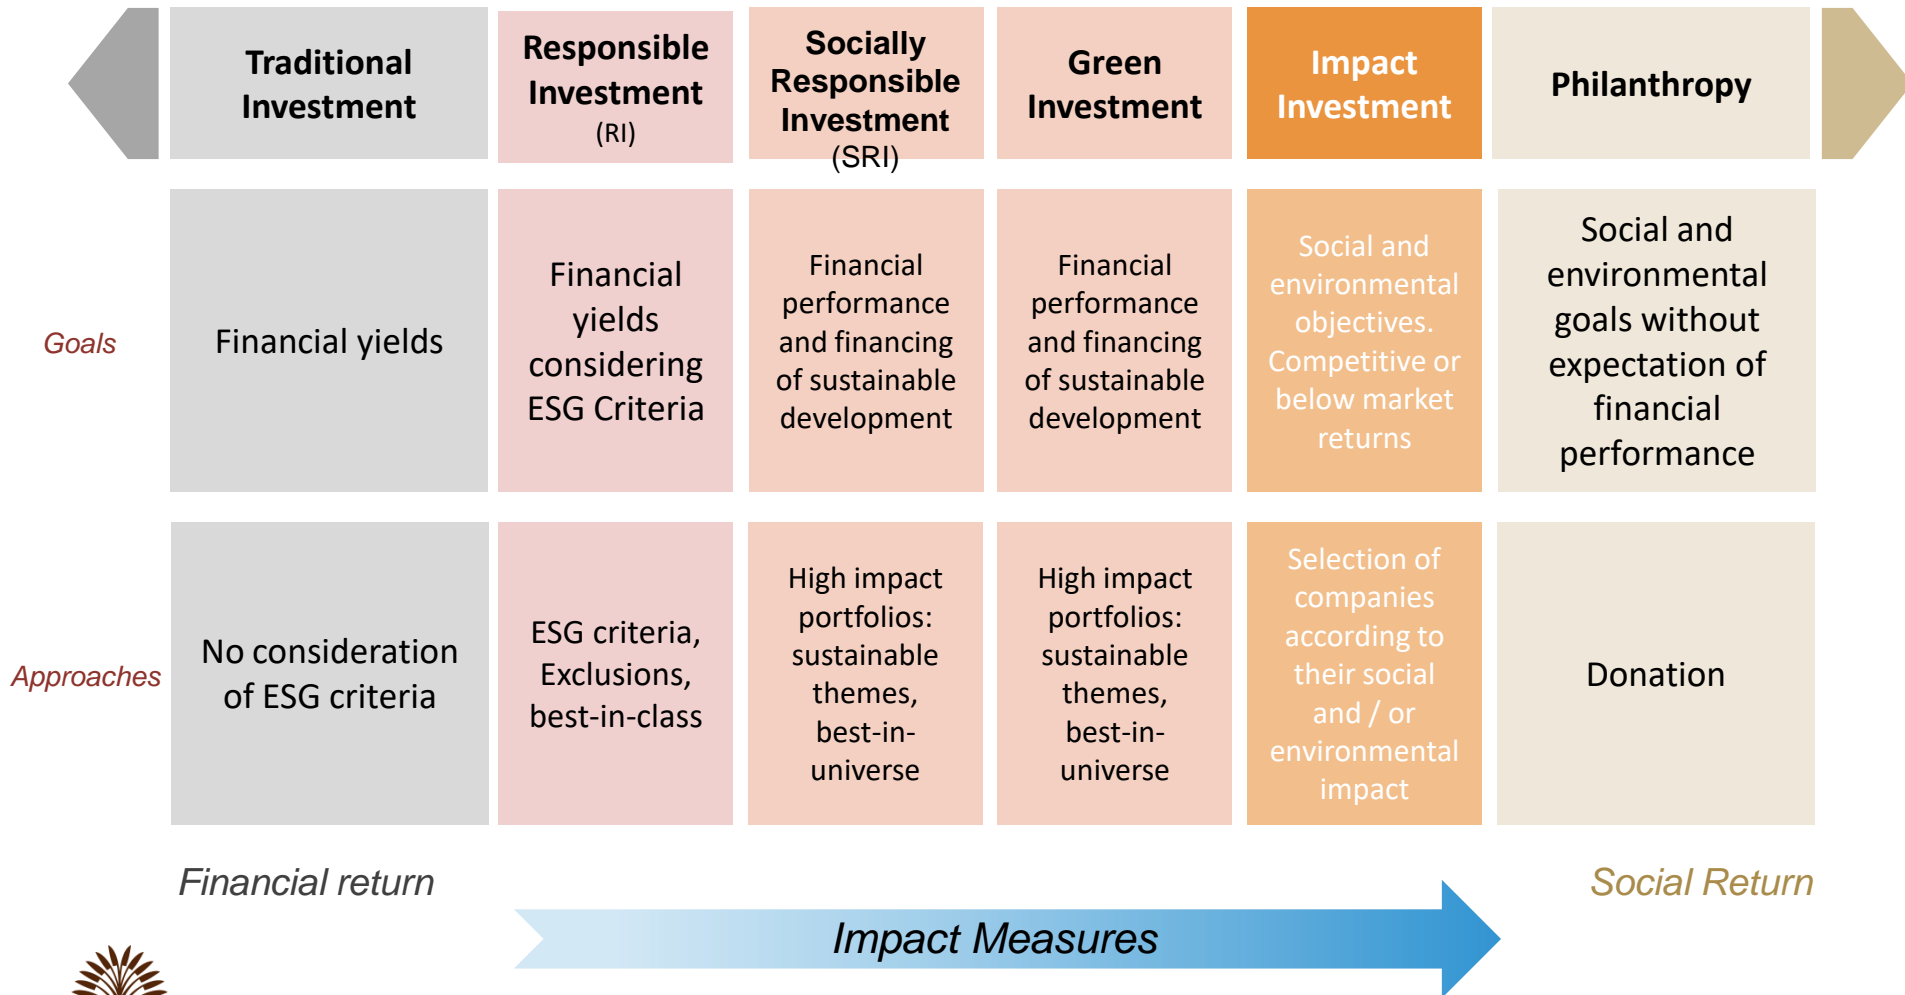 Traditional
Investment
Responsible
Investment
(RI)
Socially
Responsible
Investment
(SRI)
Green
Investment
Impact
Investment
Philanthropy
Goals
Financial yields
Financial
yields
considering
ESG Criteria
Financial
performance
and financing
of sustainable
development
Financial
performance
and financing
of sustainable
development
Social and
environmental
objectives.
Competitive or
below market
returns
Social and
environmental
goals without
expectation of
financial
performance
Approaches
No consideration
of ESG criteria
ESG criteria,
Exclusions,
best-in-class
High impact
portfolios:
sustainable
themes,
best-in-
universe
High impact
portfolios:
sustainable
themes,
best-in-
universe
Selection of
companies
according to
their social
and / or
environmental
impact
Donation
Financial return
Social Return
Impact Measures